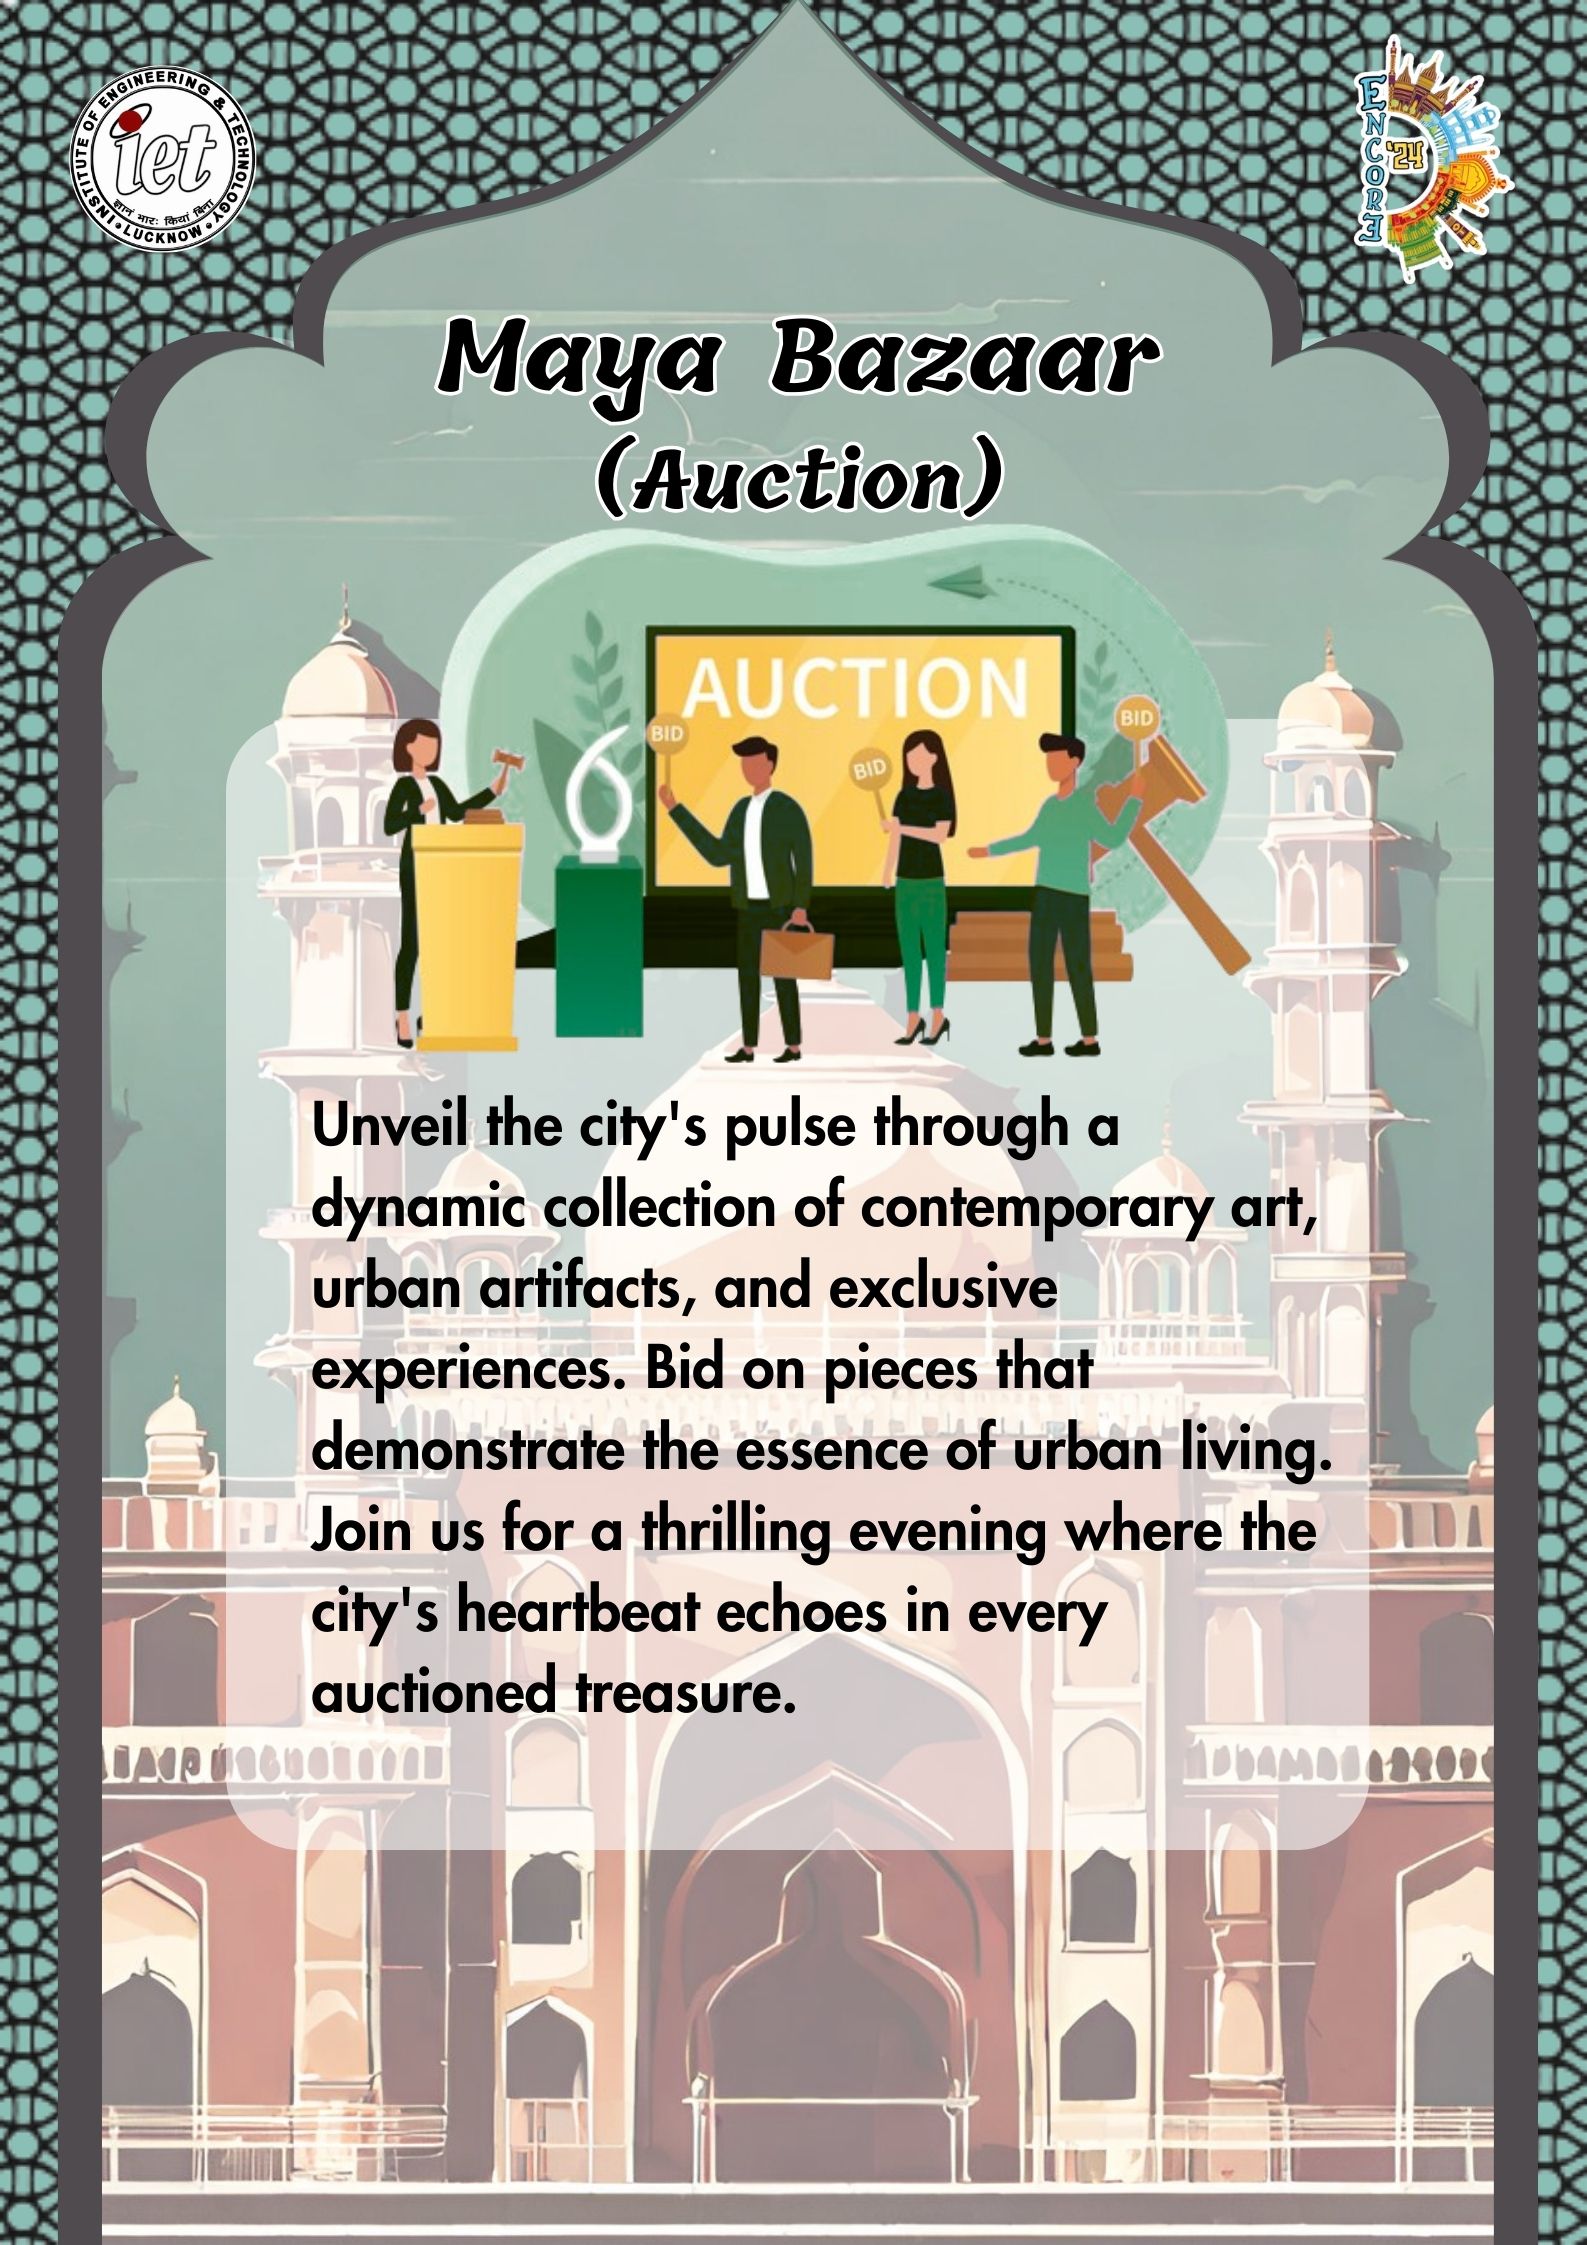 INSTITUTE OF ENGINEERING & TECHNOLOGY
iet
ज्ञानं भारः क्रियां बिना
LUCKNOW
ENCORE
'24
Maya Bazaar
(Auction)
AUCTION
BID
BID
BID
Unveil the city's pulse through a
dynamic collection of contemporary art,
urban artifacts, and exclusive
experiences. Bid on pieces that
demonstrate the essence of urban living.
Join us for a thrilling evening where the
city's heartbeat echoes in every
auctioned treasure.